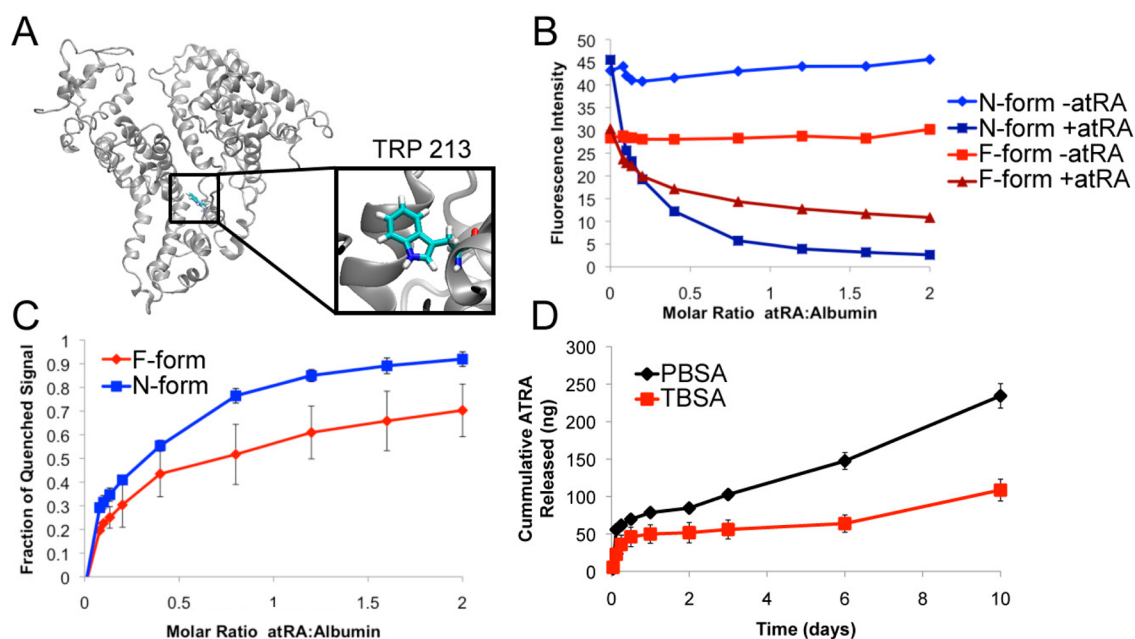 A
TRP 213
B
Fluorescence Intensity
50
45
40
35
30
25
20
15
10
5
0
0
0.5
1
1.5
2
Molar Ratio atRA:Albumin
N-form -atRA
N-form +atRA
F-form -atRA
F-form +atRA
C
Fraction of Quenched Signal
1
0.9
0.8
0.7
0.6
0.5
0.4
0.3
0.2
0.1
0
F-form
N-form
0
0.5
1
1.5
2
Molar Ratio atRA:Albumin
D
Cummulative ATRA
Released (ng)
300
250
200
150
100
50
0
PBSA
TBSA
0
2
4
6
8
10
Time (days)